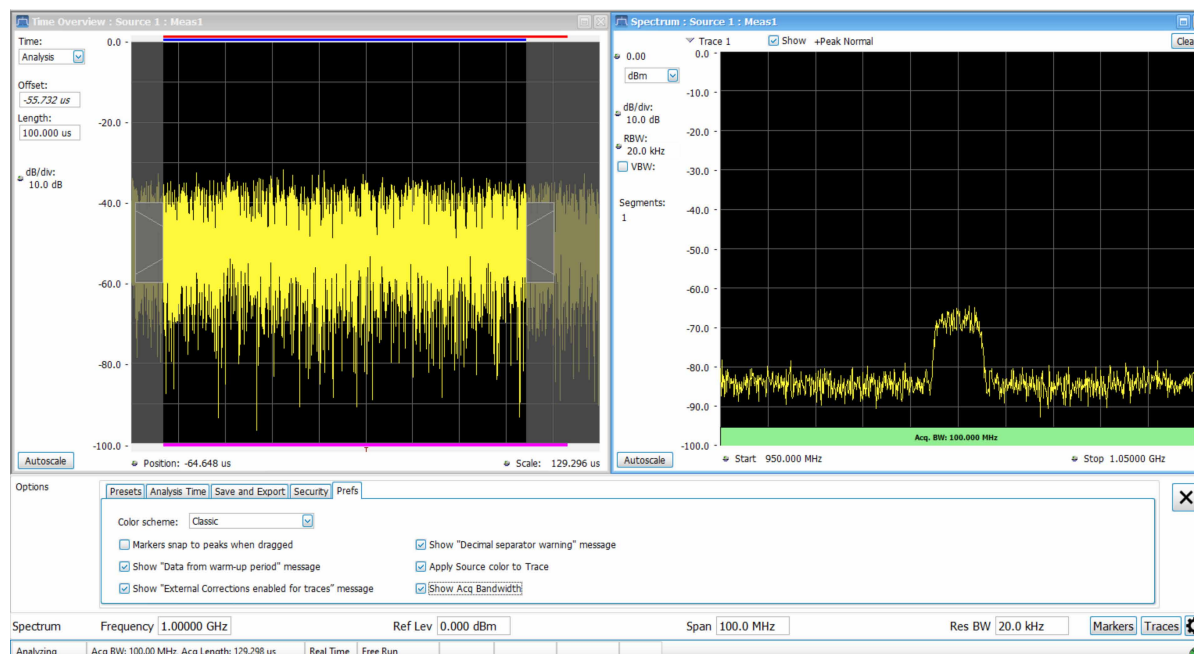 Time Overview : Source 1 : Meas1
Time:
Analysis
Offset:
-55.732 us
Length:
100.000 us
dB/div:
10.0 dB
0.0
-20.0
-40.0
-60.0
-80.0
-100.0
T
Autoscale
Position: -64.648 us
Scale: 129.296 us
Spectrum : Source 1 : Meas1
Trace 1 Show +Peak Normal
0.00
dBm
dB/div:
10.0 dB
RBW:
20.0 kHz
VBW:
Segments:
1
0.0
-10.0
-20.0
-30.0
-40.0
-50.0
-60.0
-70.0
-80.0
-90.0
-100.0
Acq. BW: 100.000 MHz
Autoscale
Start 950.000 MHz
Stop 1.05000 GHz
Options
Presets Analysis Time Save and Export Security Prefs
Color scheme: Classic
Markers snap to peaks when dragged
Show "Decimal separator warning" message
Show "Data from warm-up period" message
Apply Source color to Trace
Show "External Corrections enabled for traces" message
Show Acq Bandwidth
Spectrum Frequency 1.00000 GHz Ref Lev 0.000 dBm Span 100.0 MHz Res BW 20.0 kHz Markers Traces
Analyzing Acq BW: 100.00 MHz, Acq Length: 129.298 us Real Time Free Run